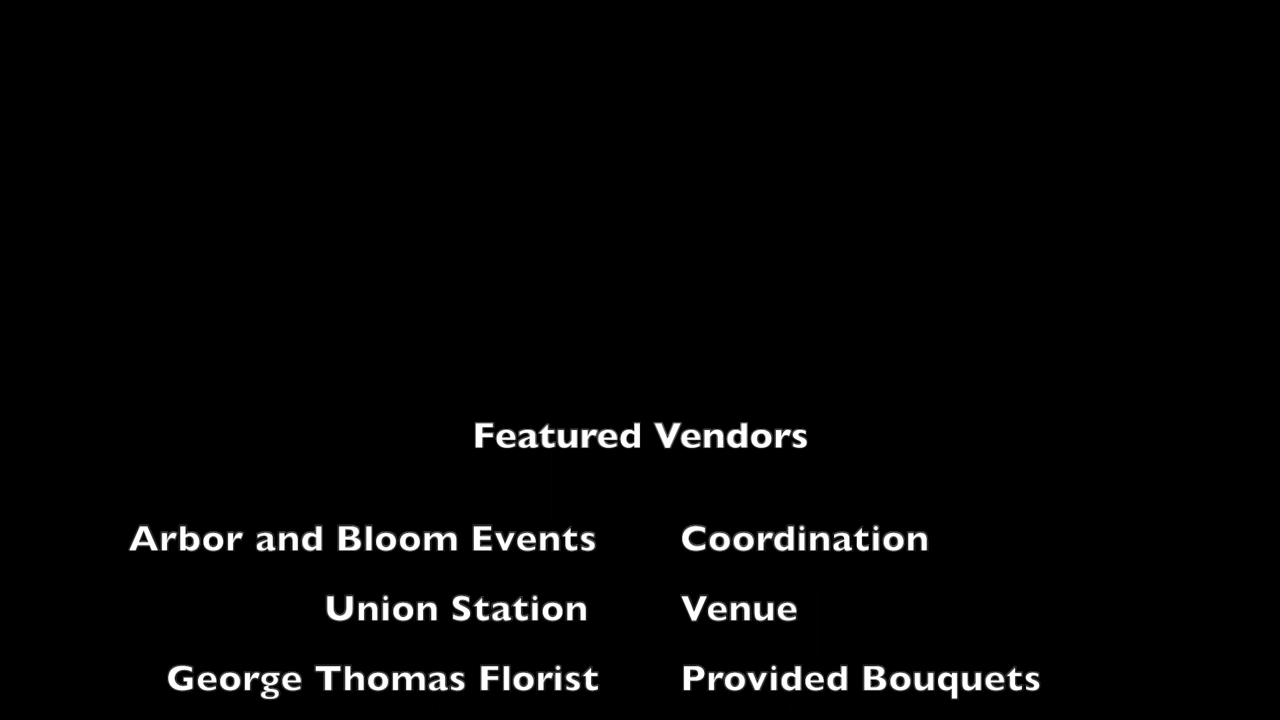 Featured Vendors
Arbor and Bloom Events Coordination
Union Station Venue
George Thomas Florist Provided Bouquets